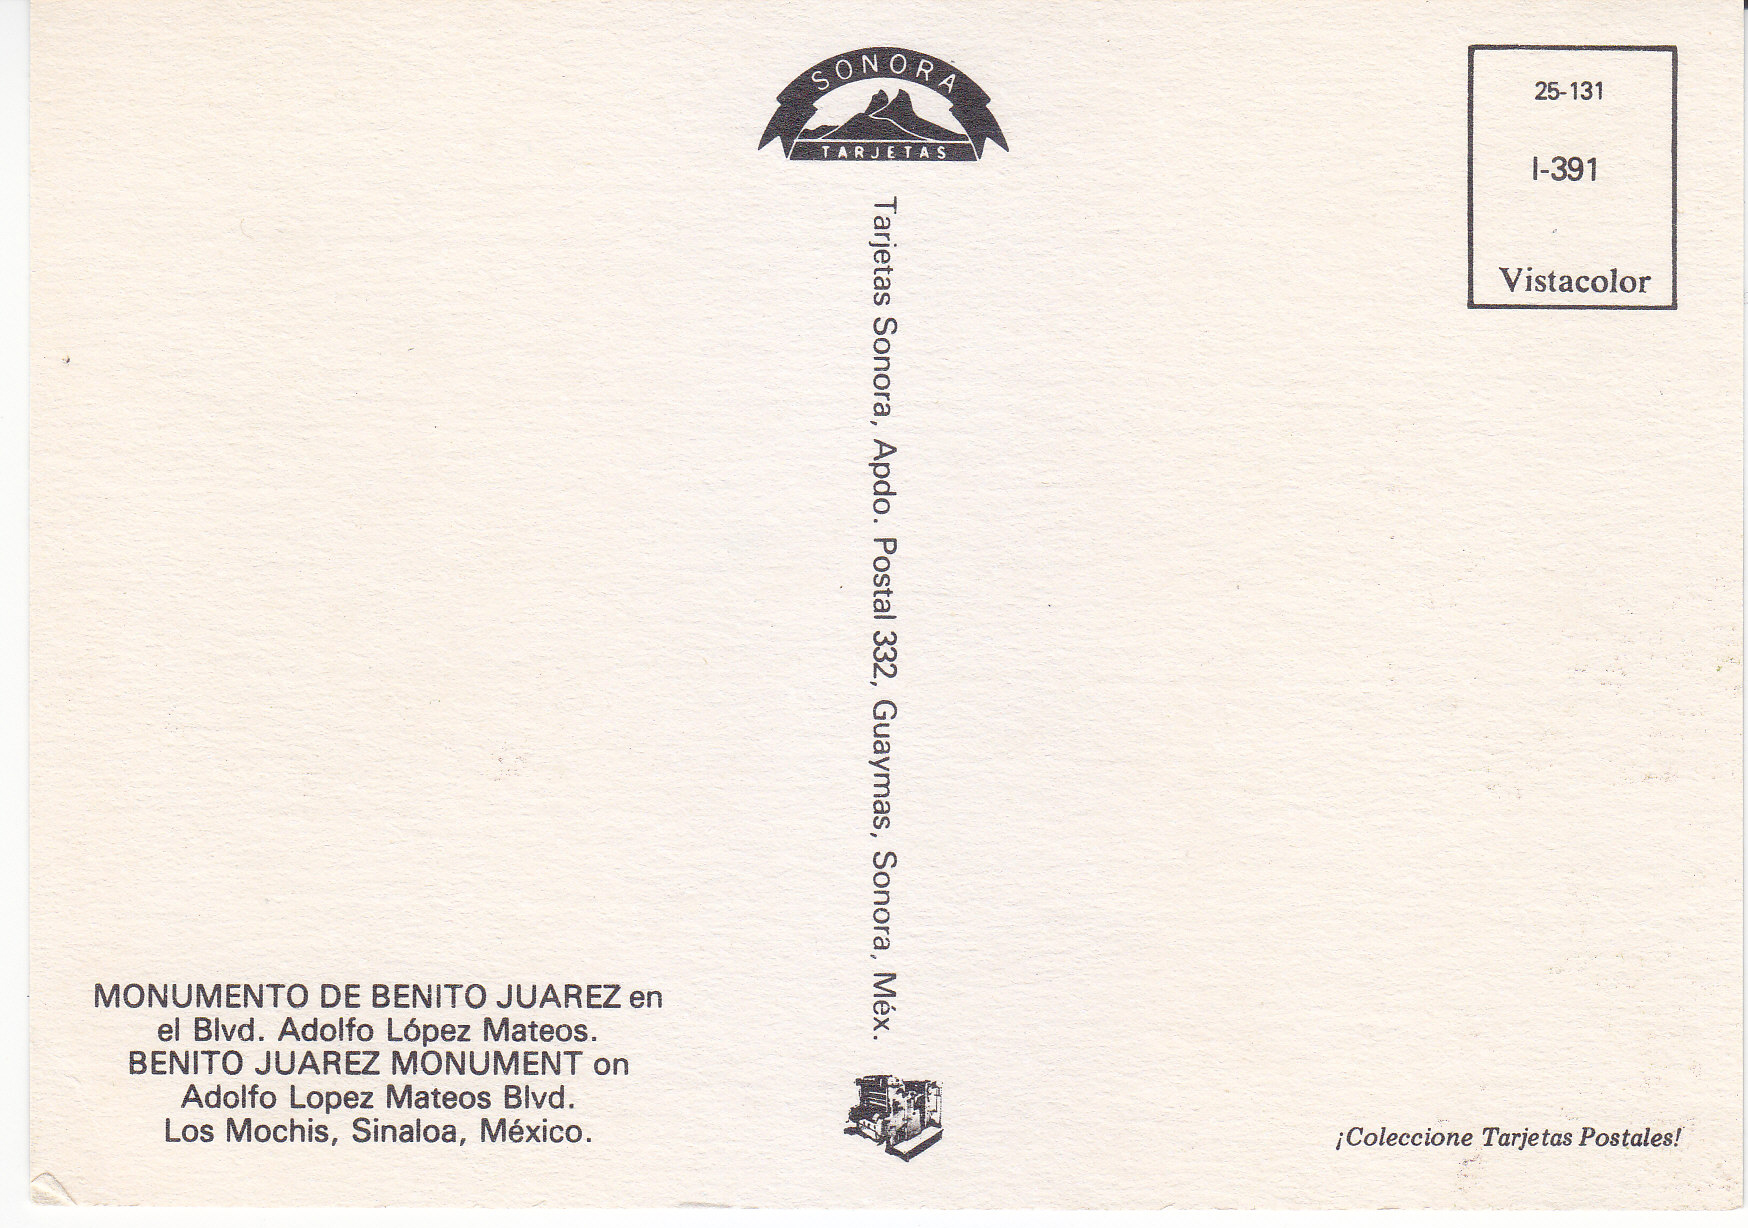 SONORA
TARJETAS
25-131
I-391
Vistacolor
Tarjetas Sonora, Apdo. Postal 332, Guaymas, Sonora, Méx.
MONUMENTO DE BENITO JUAREZ en
el Blvd. Adolfo López Mateos.
BENITO JUAREZ MONUMENT on
Adolfo Lopez Mateos Blvd.
Los Mochis, Sinaloa, México.
¡Coleccione Tarjetas Postales!